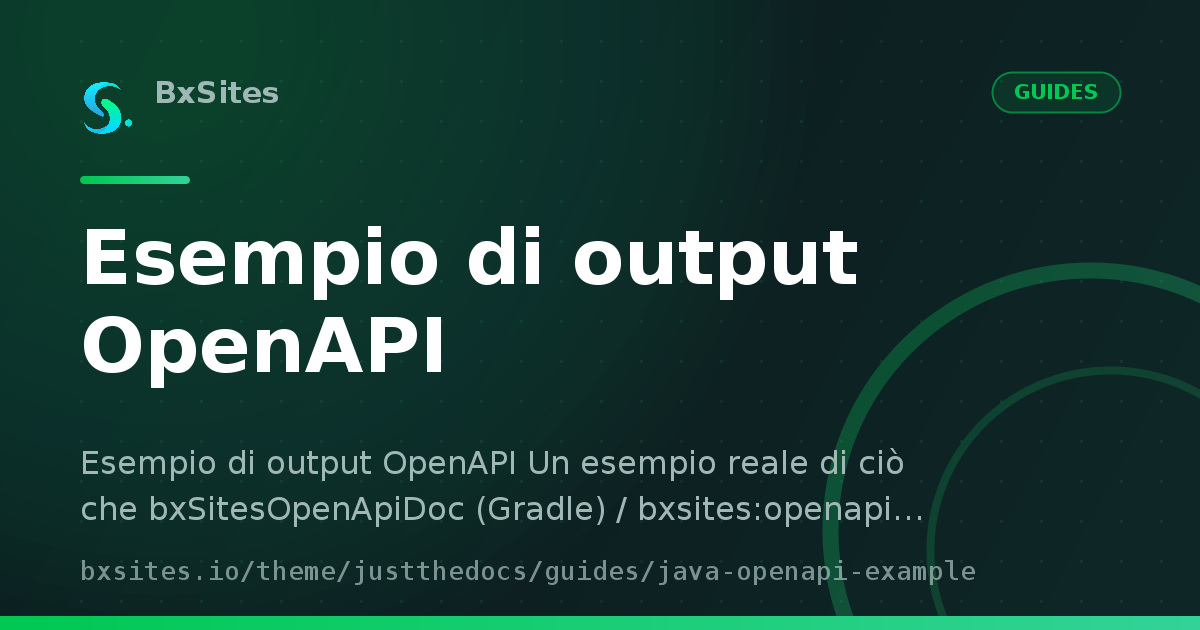 BxSites
GUIDES
Esempio di output
OpenAPI
Esempio di output OpenAPI Un esempio reale di ciò
che bxSitesOpenApiDoc (Gradle) / bxsites:openapi…
bxsites.io/theme/justthedocs/guides/java-openapi-example